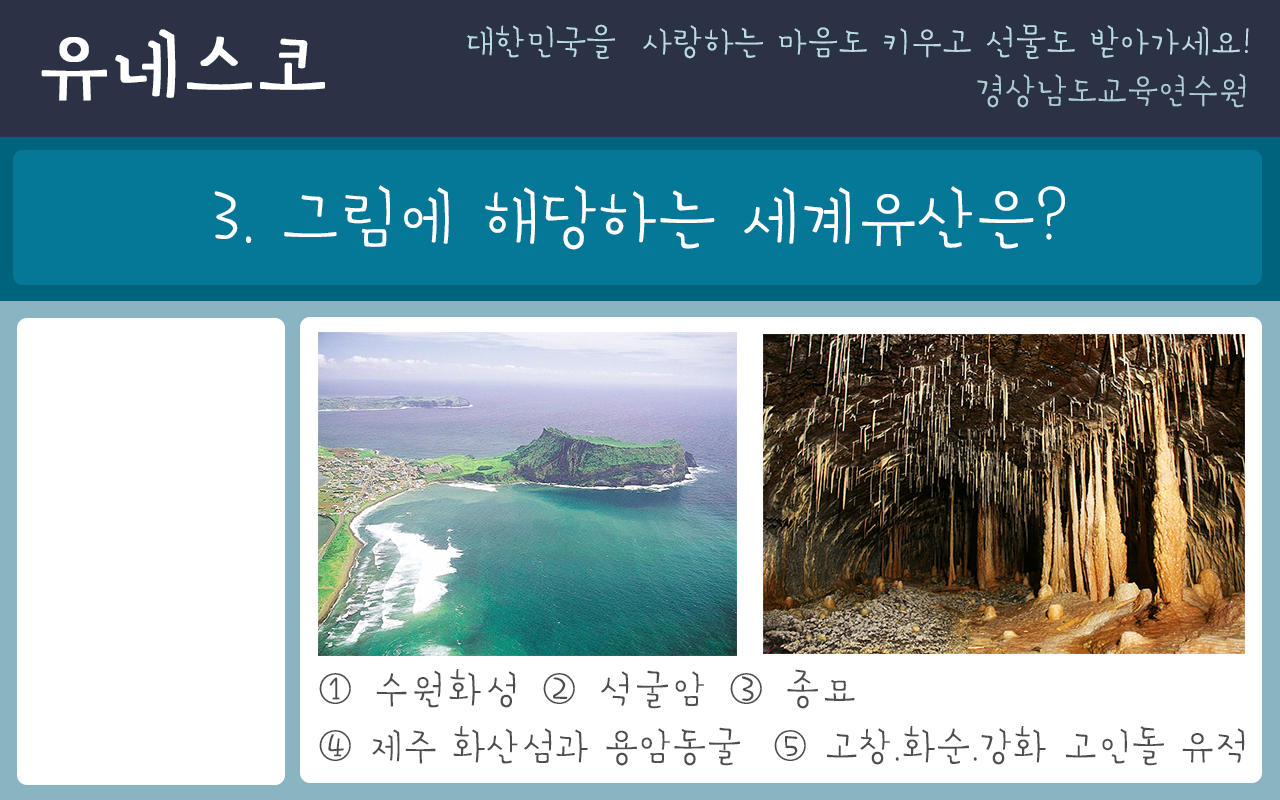 유네스코
대한민국을 사랑하는 마음도 키우고 선물도 받아가세요!
경상남도교육연수원
3. 그림에 해당하는 세계유산은?
① 수원화성 ② 석굴암 ③ 종묘
④ 제주 화산섬과 용암동굴 ⑤ 고창.화순.강화 고인돌 유적